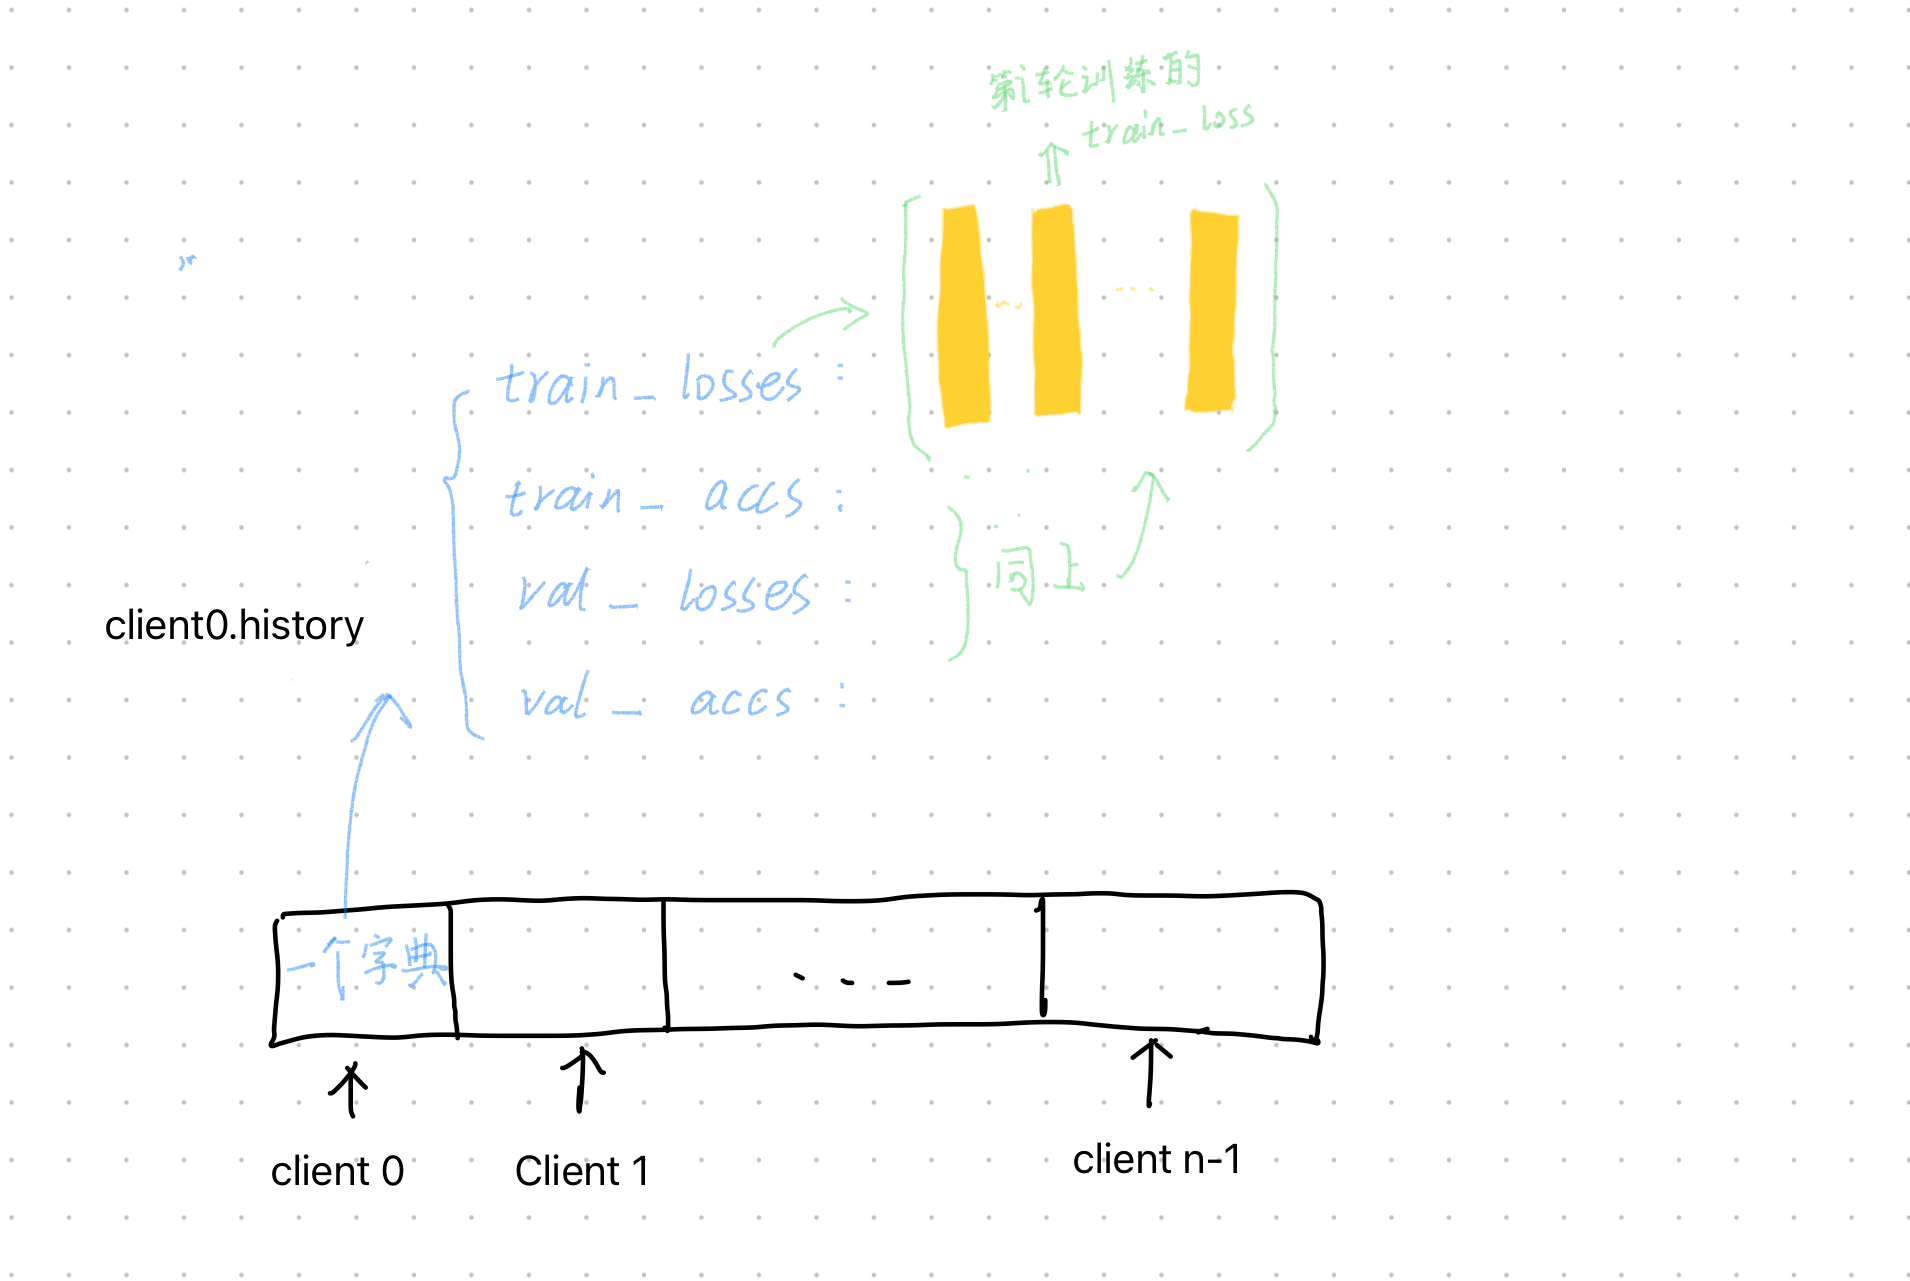 第i轮训练的
train_loss
train_losses :
train_accs :
同上
val_losses :
client0.history
val_accs :
一个字典
client 0
Client 1
client n-1